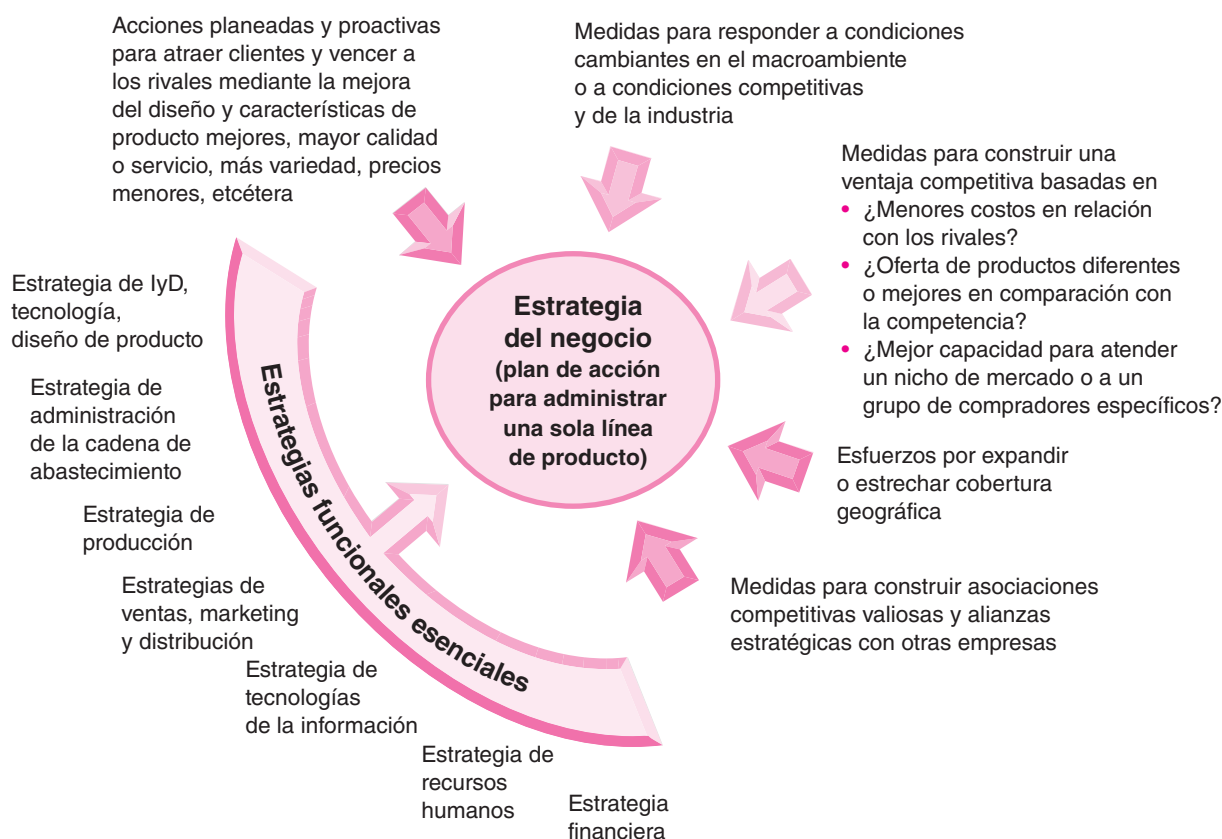 Acciones planeadas y proactivas
para atraer clientes y vencer a
los rivales mediante la mejora
del diseño y características de
producto mejores, mayor calidad
o servicio, más variedad, precios
menores, etcétera
Medidas para responder a condiciones
cambiantes en el macroambiente
o a condiciones competitivas
y de la industria
Medidas para construir una
ventaja competitiva basadas en
• ¿Menores costos en relación
con los rivales?
• ¿Oferta de productos diferentes
o mejores en comparación con
la competencia?
• ¿Mejor capacidad para atender
un nicho de mercado o a un
grupo de compradores específicos?
Esfuerzos por expandir
o estrechar cobertura
geográfica
Medidas para construir asociaciones
competitivas valiosas y alianzas
estratégicas con otras empresas
Estrategia
del negocio
(plan de acción
para administrar
una sola línea
de producto)
Estrategias funcionales esenciales
Estrategia de IyD,
tecnología,
diseño de producto
Estrategia de
administración
de la cadena de
abastecimiento
Estrategia de
producción
Estrategias de
ventas, marketing
y distribución
Estrategia de
tecnologías
de la información
Estrategia de
recursos
humanos
Estrategia
financiera